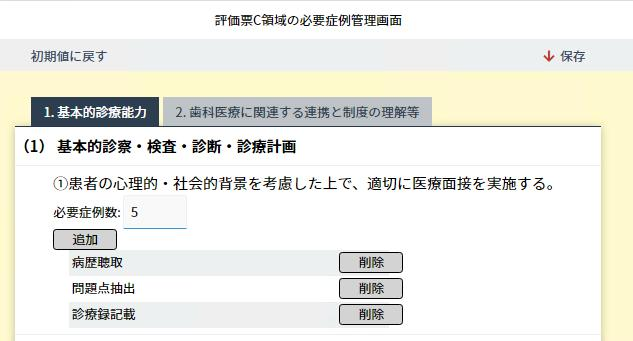 評価票C領域の必要症例管理画面
初期値に戻す 保存
1. 基本的診療能力 2. 歯科医療に関連する連携と制度の理解等
(1) 基本的診察・検査・診断・診療計画
①患者の心理的・社会的背景を考慮した上で、適切に医療面接を実施する。
必要症例数: 5
追加
病歴聴取 削除
問題点抽出 削除
診療録記載 削除